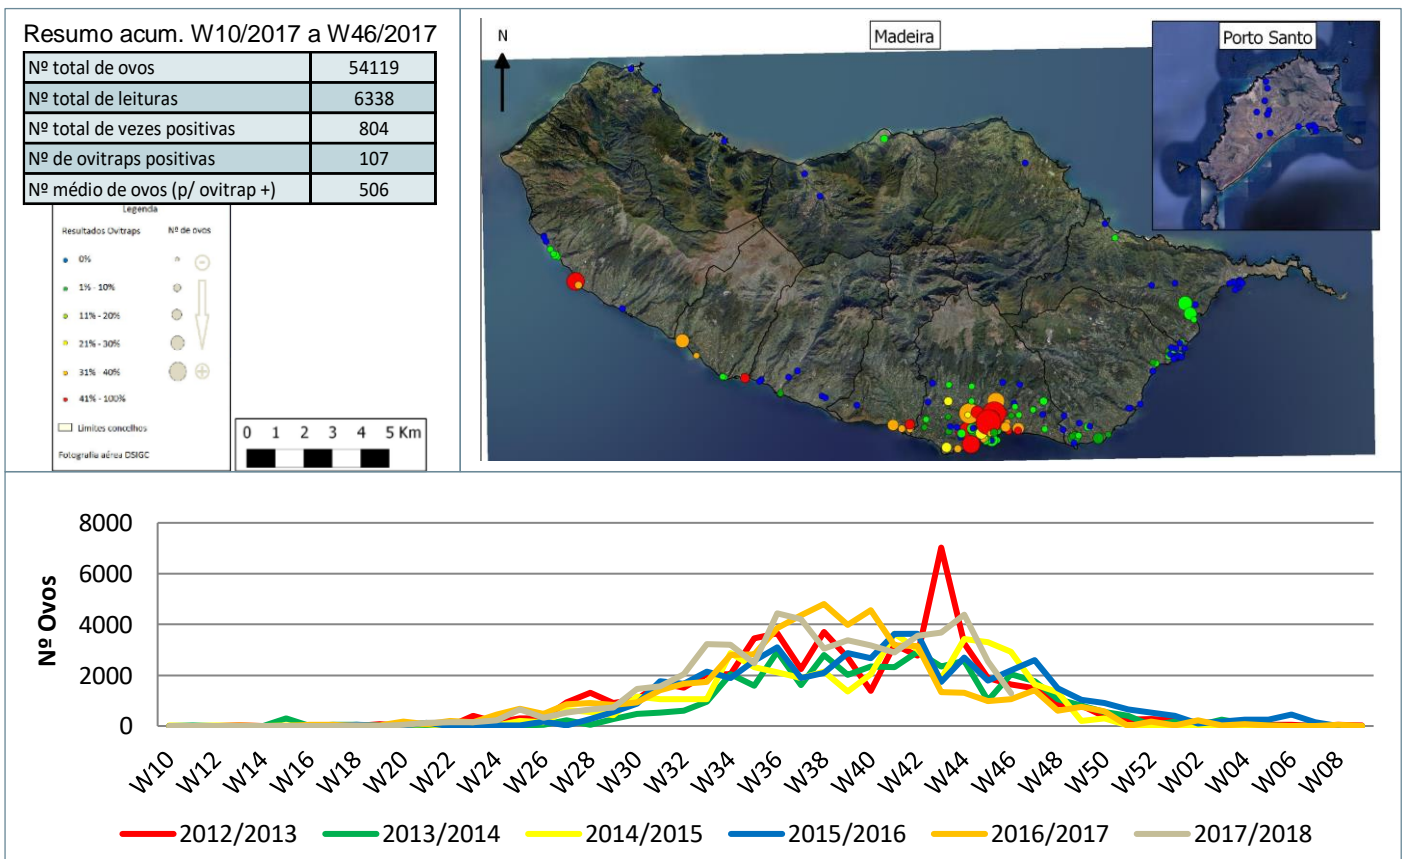 Resumo acum. W10/2017 a W46/2017
Nº total de ovos 54119
Nº total de leituras 6338
Nº total de vezes positivas 804
Nº de ovitraps positivas 107
Nº médio de ovos (p/ ovitrap +) 506
Legenda
Resultados Ovitraps Nº de ovos
0%
1% - 10%
11% - 20%
21% - 30%
31% - 40%
41% - 100%
Limites concelhos
Fotografia aérea DSIGC
0 1 2 3 4 5 Km
N
Madeira
Porto Santo
8000
6000
4000
2000
0
Nº Ovos
W10 W12 W14 W16 W18 W20 W22 W24 W26 W28 W30 W32 W34 W36 W38 W40 W42 W44 W46 W48 W50 W52 W02 W04 W06 W08
2012/2013 2013/2014 2014/2015 2015/2016 2016/2017 2017/2018